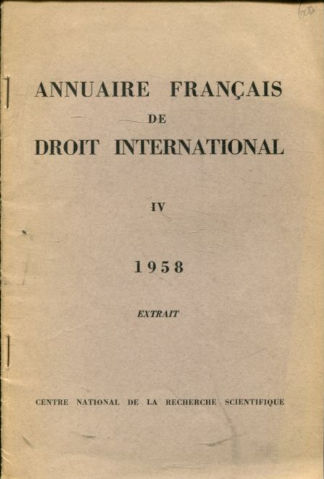 ANNUAIRE FRANÇAIS
DE
DROIT INTERNATIONAL
IV
1958
EXTRAIT
CENTRE NATIONAL DE LA RECHERCHE SCIENTIFIQUE